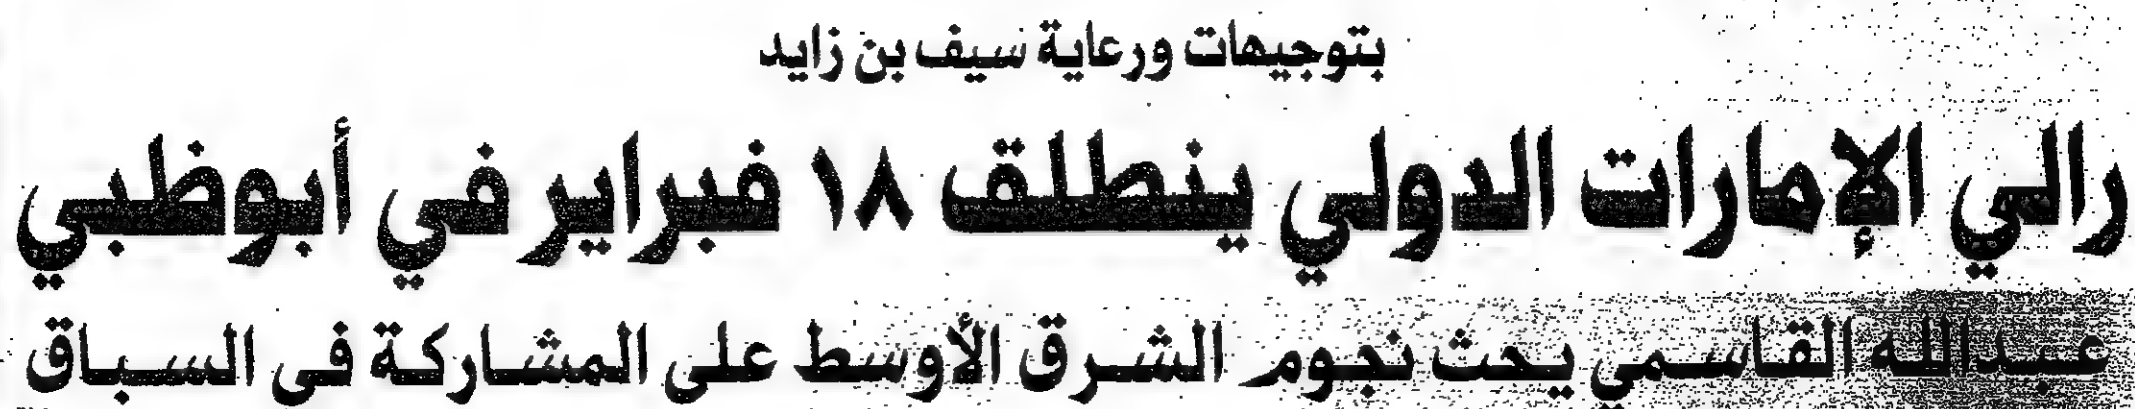 بتوجيهات ورعاية سيف بن زايد
رالي الإمارات الدولي ينطلق ١٨ فبراير في أبوظبي
عبدالله القاسمي يحث نجوم الشرق الأوسط على المشاركة في السباق